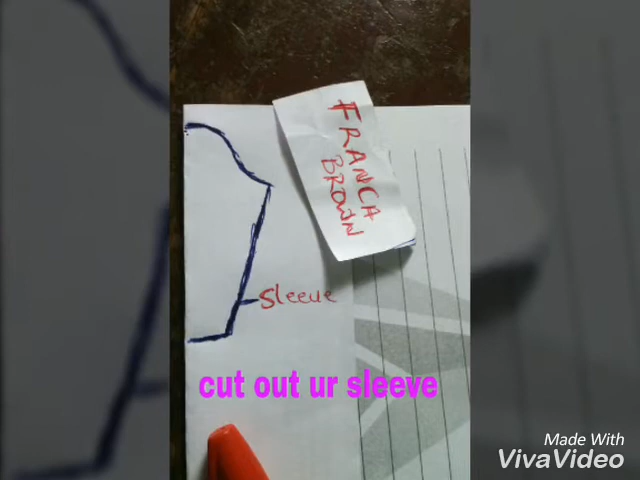 FRANCA
BROWN
Sleeve
cut out ur sleeve
Made With
VivaVideo